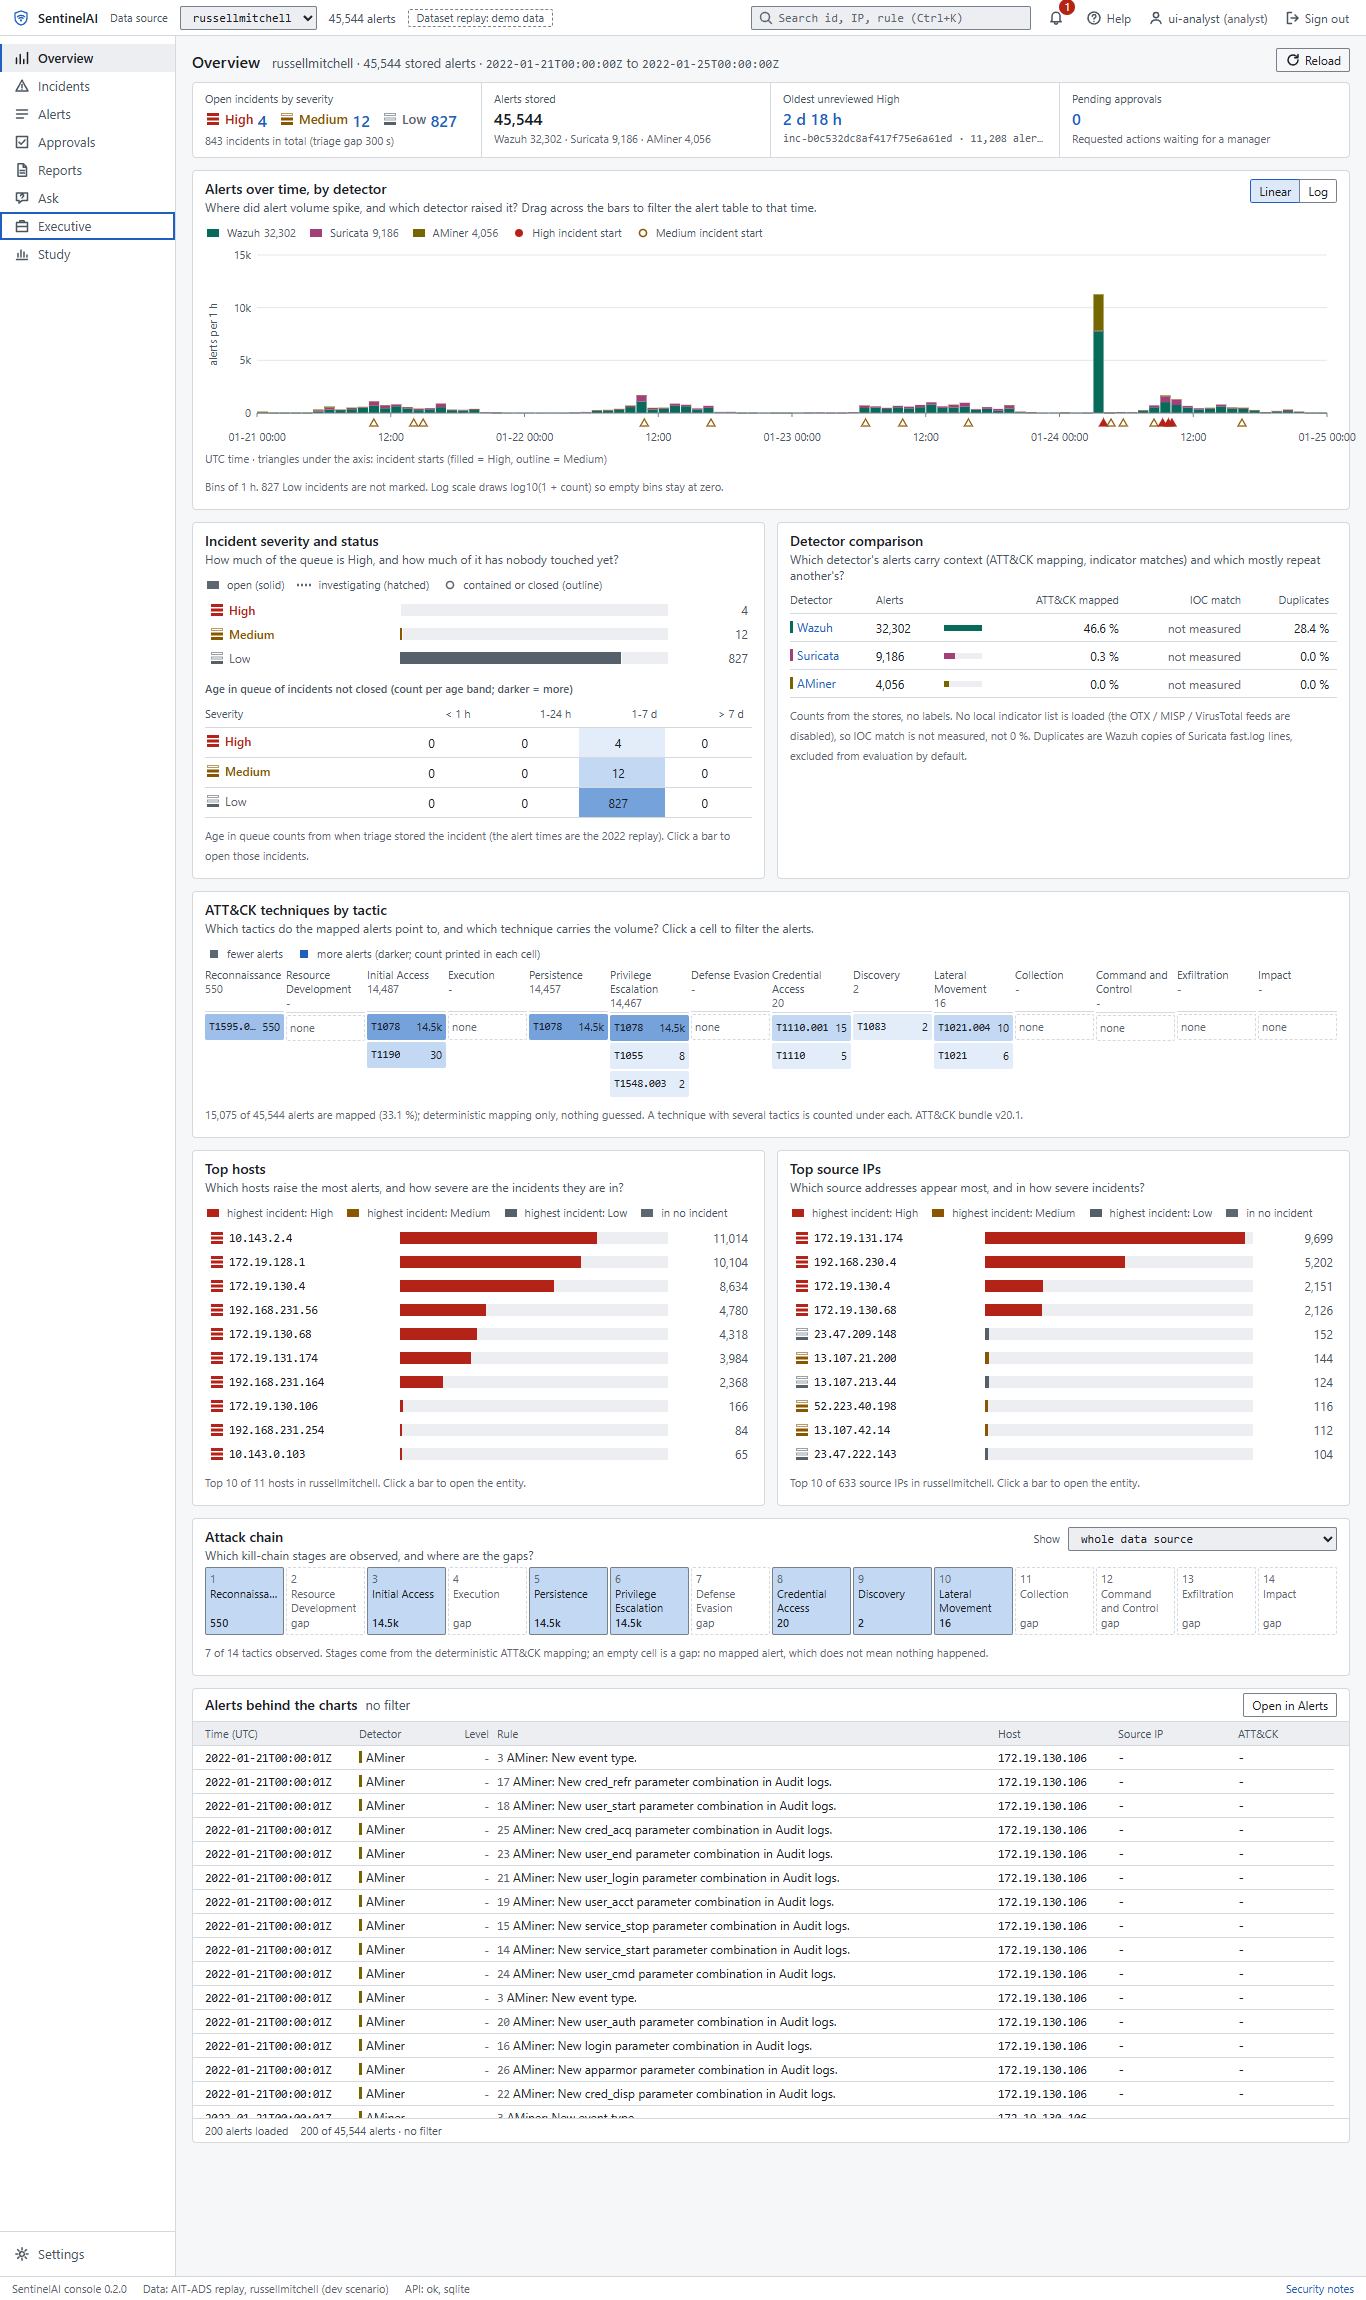 SentinelAI Data source russellmitchell 45,544 alerts Dataset replay: demo data Search id, IP, rule (Ctrl+K) 1 Help ui-analyst (analyst) Sign out
Overview
Incidents
Alerts
Approvals
Reports
Ask
Executive
Study
Settings
Overview russellmitchell · 45,544 stored alerts · 2022-01-21T00:00:00Z to 2022-01-25T00:00:00Z Reload
Open incidents by severity
High 4 Medium 12 Low 827
843 incidents in total (triage gap 300 s)
Alerts stored
45,544
Wazuh 32,302 · Suricata 9,186 · AMiner 4,056
Oldest unreviewed High
2 d 18 h
inc-b0c532dc8af417f75e6a61ed · 11,208 aler…
Pending approvals
0
Requested actions waiting for a manager
Alerts over time, by detector Linear Log
Where did alert volume spike, and which detector raised it? Drag across the bars to filter the alert table to that time.
Wazuh 32,302 Suricata 9,186 AMiner 4,056 High incident start Medium incident start
15k
10k
5k
0
alerts per 1 h
01-21 00:00 12:00 01-22 00:00 12:00 01-23 00:00 12:00 01-24 00:00 12:00 01-25 00:00
UTC time · triangles under the axis: incident starts (filled = High, outline = Medium)
Bins of 1 h. 827 Low incidents are not marked. Log scale draws log10(1 + count) so empty bins stay at zero.
Incident severity and status
How much of the queue is High, and how much of it has nobody touched yet?
open (solid) investigating (hatched) contained or closed (outline)
High 4
Medium 12
Low 827
Age in queue of incidents not closed (count per age band; darker = more)
Severity < 1 h 1-24 h 1-7 d > 7 d
High 0 0 4 0
Medium 0 0 12 0
Low 0 0 827 0
Age in queue counts from when triage stored the incident (the alert times are the 2022 replay). Click a bar to
open those incidents.
Detector comparison
Which detector's alerts carry context (ATT&CK mapping, indicator matches) and which mostly repeat
another's?
Detector Alerts ATT&CK mapped IOC match Duplicates
Wazuh 32,302 46.6 % not measured 28.4 %
Suricata 9,186 0.3 % not measured 0.0 %
AMiner 4,056 0.0 % not measured 0.0 %
Counts from the stores, no labels. No local indicator list is loaded (the OTX / MISP / VirusTotal feeds are
disabled), so IOC match is not measured, not 0 %. Duplicates are Wazuh copies of Suricata fast.log lines,
excluded from evaluation by default.
ATT&CK techniques by tactic
Which tactics do the mapped alerts point to, and which technique carries the volume? Click a cell to filter the alerts.
fewer alerts more alerts (darker; count printed in each cell)
Reconnaissance 550
T1595.0… 550
Resource Development -
none
Initial Access 14,487
T1078 14.5k
T1190 30
Execution -
none
Persistence 14,457
T1078 14.5k
Privilege Escalation 14,467
T1078 14.5k
T1055 8
T1548.003 2
Defense Evasion -
none
Credential Access 20
T1110.001 15
T1110 5
Discovery 2
T1083 2
Lateral Movement 16
T1021.004 10
T1021 6
Collection -
none
Command and Control -
none
Exfiltration -
none
Impact -
none
15,075 of 45,544 alerts are mapped (33.1 %); deterministic mapping only, nothing guessed. A technique with several tactics is counted under each. ATT&CK bundle v20.1.
Top hosts
Which hosts raise the most alerts, and how severe are the incidents they are in?
highest incident: High highest incident: Medium highest incident: Low in no incident
10.143.2.4 11,014
172.19.128.1 10,104
172.19.130.4 8,634
192.168.231.56 4,780
172.19.130.68 4,318
172.19.131.174 3,984
192.168.231.164 2,368
172.19.130.106 166
192.168.231.254 84
10.143.0.103 65
Top 10 of 11 hosts in russellmitchell. Click a bar to open the entity.
Top source IPs
Which source addresses appear most, and in how severe incidents?
highest incident: High highest incident: Medium highest incident: Low in no incident
172.19.131.174 9,699
192.168.230.4 5,202
172.19.130.4 2,151
172.19.130.68 2,126
23.47.209.148 152
13.107.21.200 144
13.107.213.44 124
52.223.40.198 116
13.107.42.14 112
23.47.222.143 104
Top 10 of 633 source IPs in russellmitchell. Click a bar to open the entity.
Attack chain Show whole data source
Which kill-chain stages are observed, and where are the gaps?
1 Reconnaissa… 550
2 Resource Development gap
3 Initial Access 14.5k
4 Execution gap
5 Persistence 14.5k
6 Privilege Escalation 14.5k
7 Defense Evasion gap
8 Credential Access 20
9 Discovery 2
10 Lateral Movement 16
11 Collection gap
12 Command and Control gap
13 Exfiltration gap
14 Impact gap
7 of 14 tactics observed. Stages come from the deterministic ATT&CK mapping; an empty cell is a gap: no mapped alert, which does not mean nothing happened.
Alerts behind the charts no filter Open in Alerts
Time (UTC) Detector Level Rule Host Source IP ATT&CK
2022-01-21T00:00:01Z AMiner - 3 AMiner: New event type. 172.19.130.106 - -
2022-01-21T00:00:01Z AMiner - 17 AMiner: New cred_refr parameter combination in Audit logs. 172.19.130.106 - -
2022-01-21T00:00:01Z AMiner - 18 AMiner: New user_start parameter combination in Audit logs. 172.19.130.106 - -
2022-01-21T00:00:01Z AMiner - 25 AMiner: New cred_acq parameter combination in Audit logs. 172.19.130.106 - -
2022-01-21T00:00:01Z AMiner - 23 AMiner: New user_end parameter combination in Audit logs. 172.19.130.106 - -
2022-01-21T00:00:01Z AMiner - 21 AMiner: New user_login parameter combination in Audit logs. 172.19.130.106 - -
2022-01-21T00:00:01Z AMiner - 19 AMiner: New user_acct parameter combination in Audit logs. 172.19.130.106 - -
2022-01-21T00:00:01Z AMiner - 15 AMiner: New service_stop parameter combination in Audit logs. 172.19.130.106 - -
2022-01-21T00:00:01Z AMiner - 14 AMiner: New service_start parameter combination in Audit logs. 172.19.130.106 - -
2022-01-21T00:00:01Z AMiner - 24 AMiner: New user_cmd parameter combination in Audit logs. 172.19.130.106 - -
2022-01-21T00:00:01Z AMiner - 3 AMiner: New event type. 172.19.130.106 - -
2022-01-21T00:00:01Z AMiner - 20 AMiner: New user_auth parameter combination in Audit logs. 172.19.130.106 - -
2022-01-21T00:00:01Z AMiner - 16 AMiner: New login parameter combination in Audit logs. 172.19.130.106 - -
2022-01-21T00:00:01Z AMiner - 26 AMiner: New apparmor parameter combination in Audit logs. 172.19.130.106 - -
2022-01-21T00:00:01Z AMiner - 22 AMiner: New cred_disp parameter combination in Audit logs. 172.19.130.106 - -
2022-01-21T00:00:01Z AMiner 3 AMiner: New event type. 172.19.130.106
200 alerts loaded 200 of 45,544 alerts · no filter
SentinelAI console 0.2.0 Data: AIT-ADS replay, russellmitchell (dev scenario) API: ok, sqlite Security notes